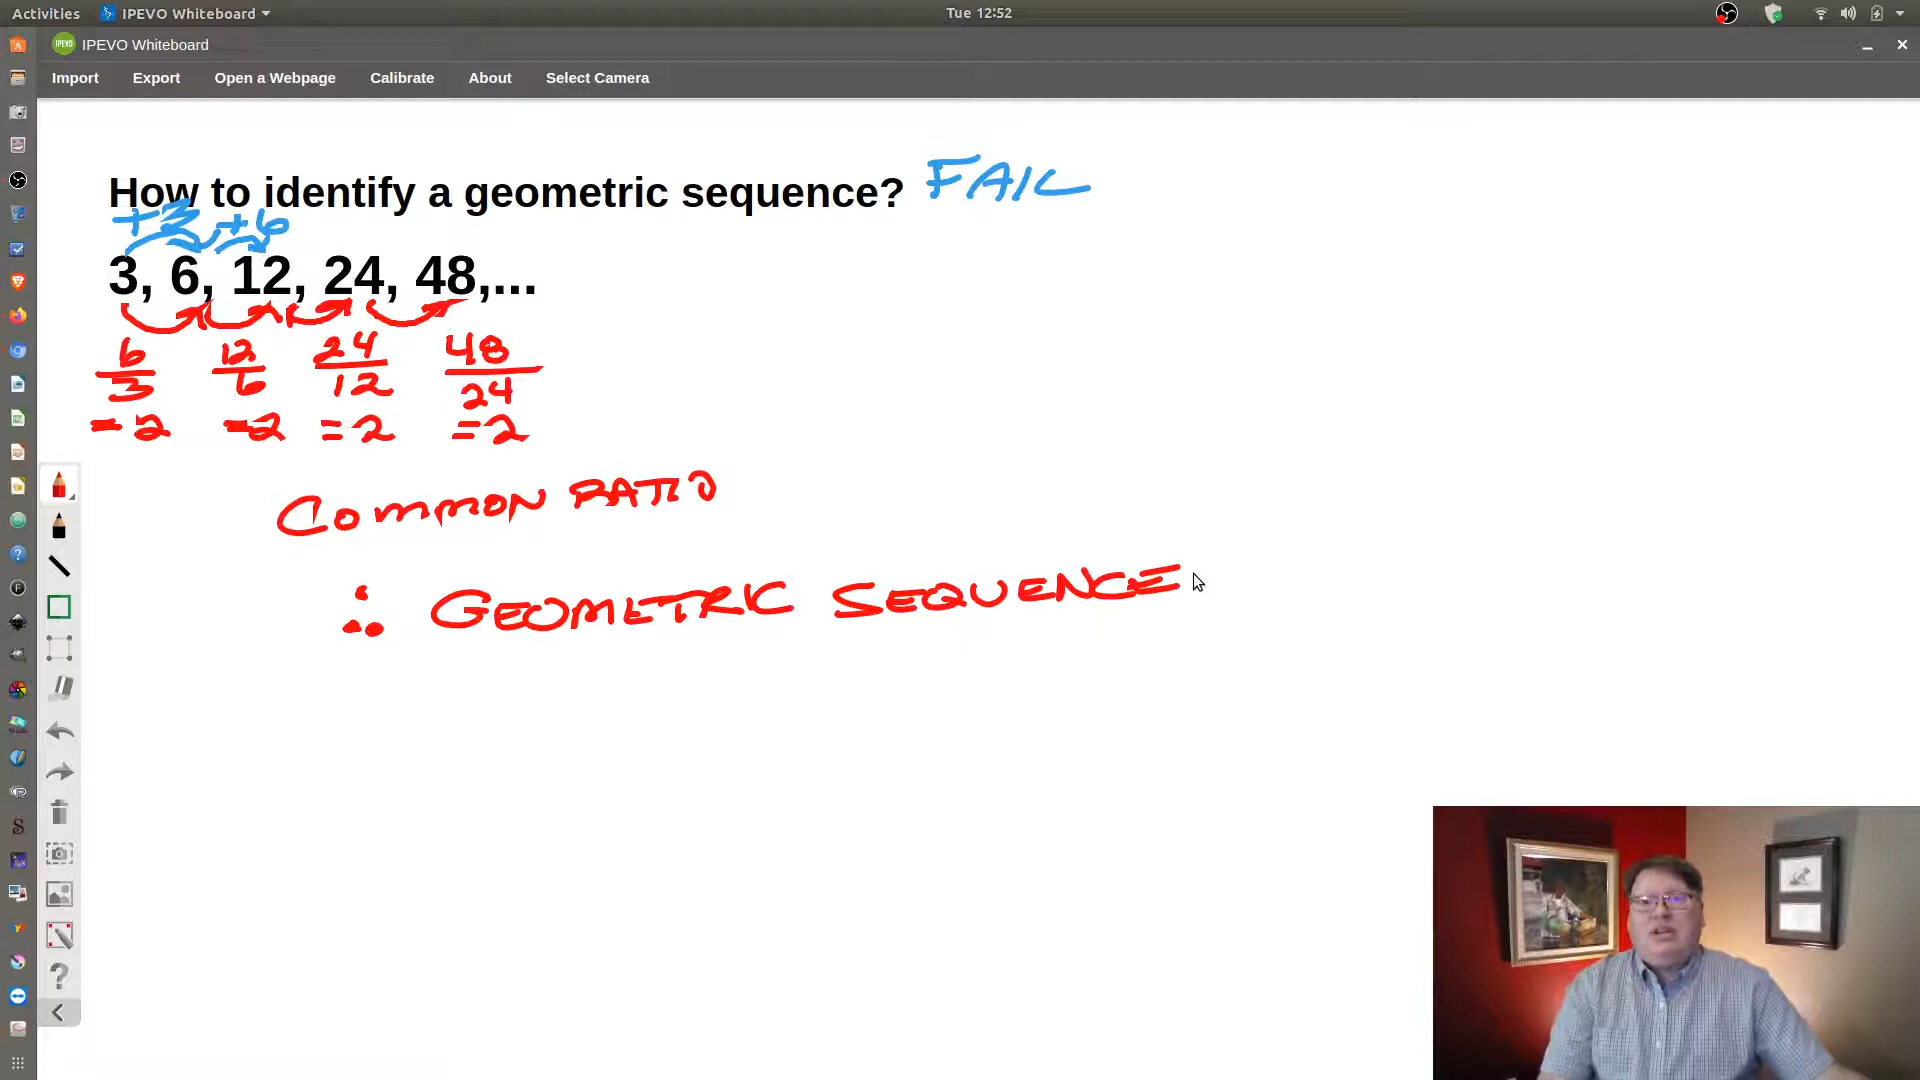 Activities IPEVO Whiteboard Tue 12:52
IPEVO Whiteboard
Import Export Open a Webpage Calibrate About Select Camera
How to identify a geometric sequence? FAIL
+3 +6
3, 6, 12, 24, 48,...
6 12 24 48
3 6 12 24
=2 =2 =2 =2
COMMON RATIO
∴ GEOMETRIC SEQUENCE